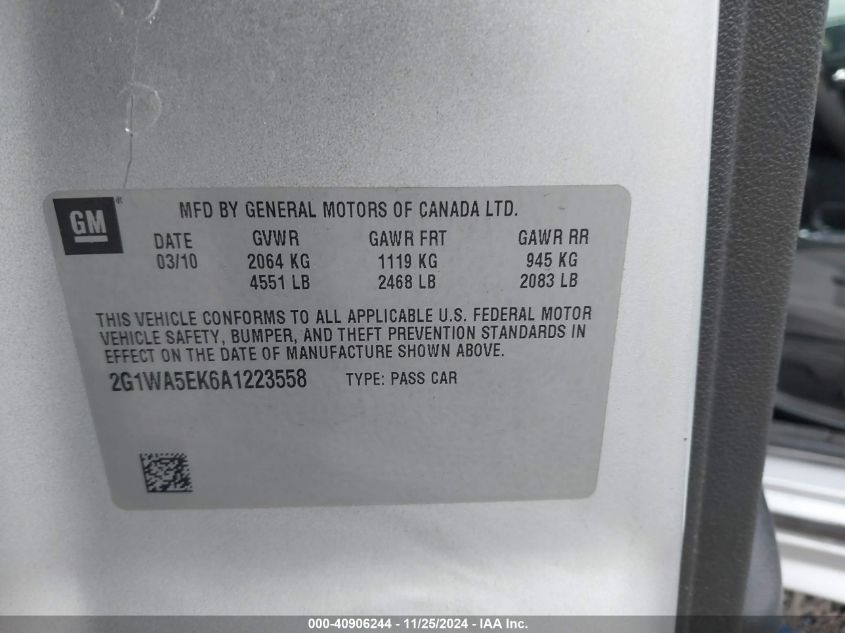 GM®
MFD BY GENERAL MOTORS OF CANADA LTD.
DATE GVWR GAWR FRT GAWR RR
03/10 2064 KG 1119 KG 945 KG
4551 LB 2468 LB 2083 LB
THIS VEHICLE CONFORMS TO ALL APPLICABLE U.S. FEDERAL MOTOR
VEHICLE SAFETY, BUMPER, AND THEFT PREVENTION STANDARDS IN
EFFECT ON THE DATE OF MANUFACTURE SHOWN ABOVE.
2G1WA5EK6A1223558 TYPE: PASS CAR
000-40906244 - 11/25/2024 - IAA Inc.